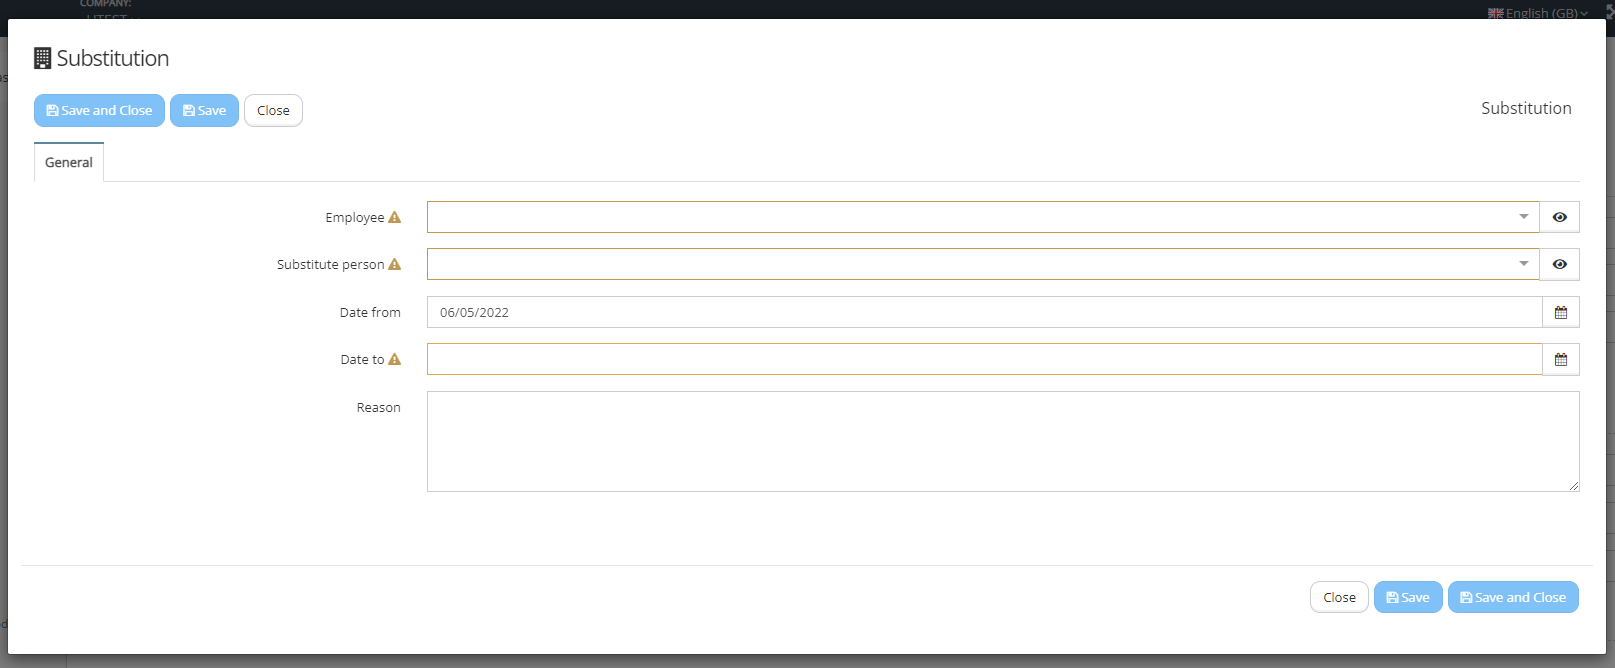 COMPANY:
English (GB)
Substitution
Save and Close Save Close
Substitution
General
Employee
Substitute person
Date from 06/05/2022
Date to
Reason
Close Save Save and Close